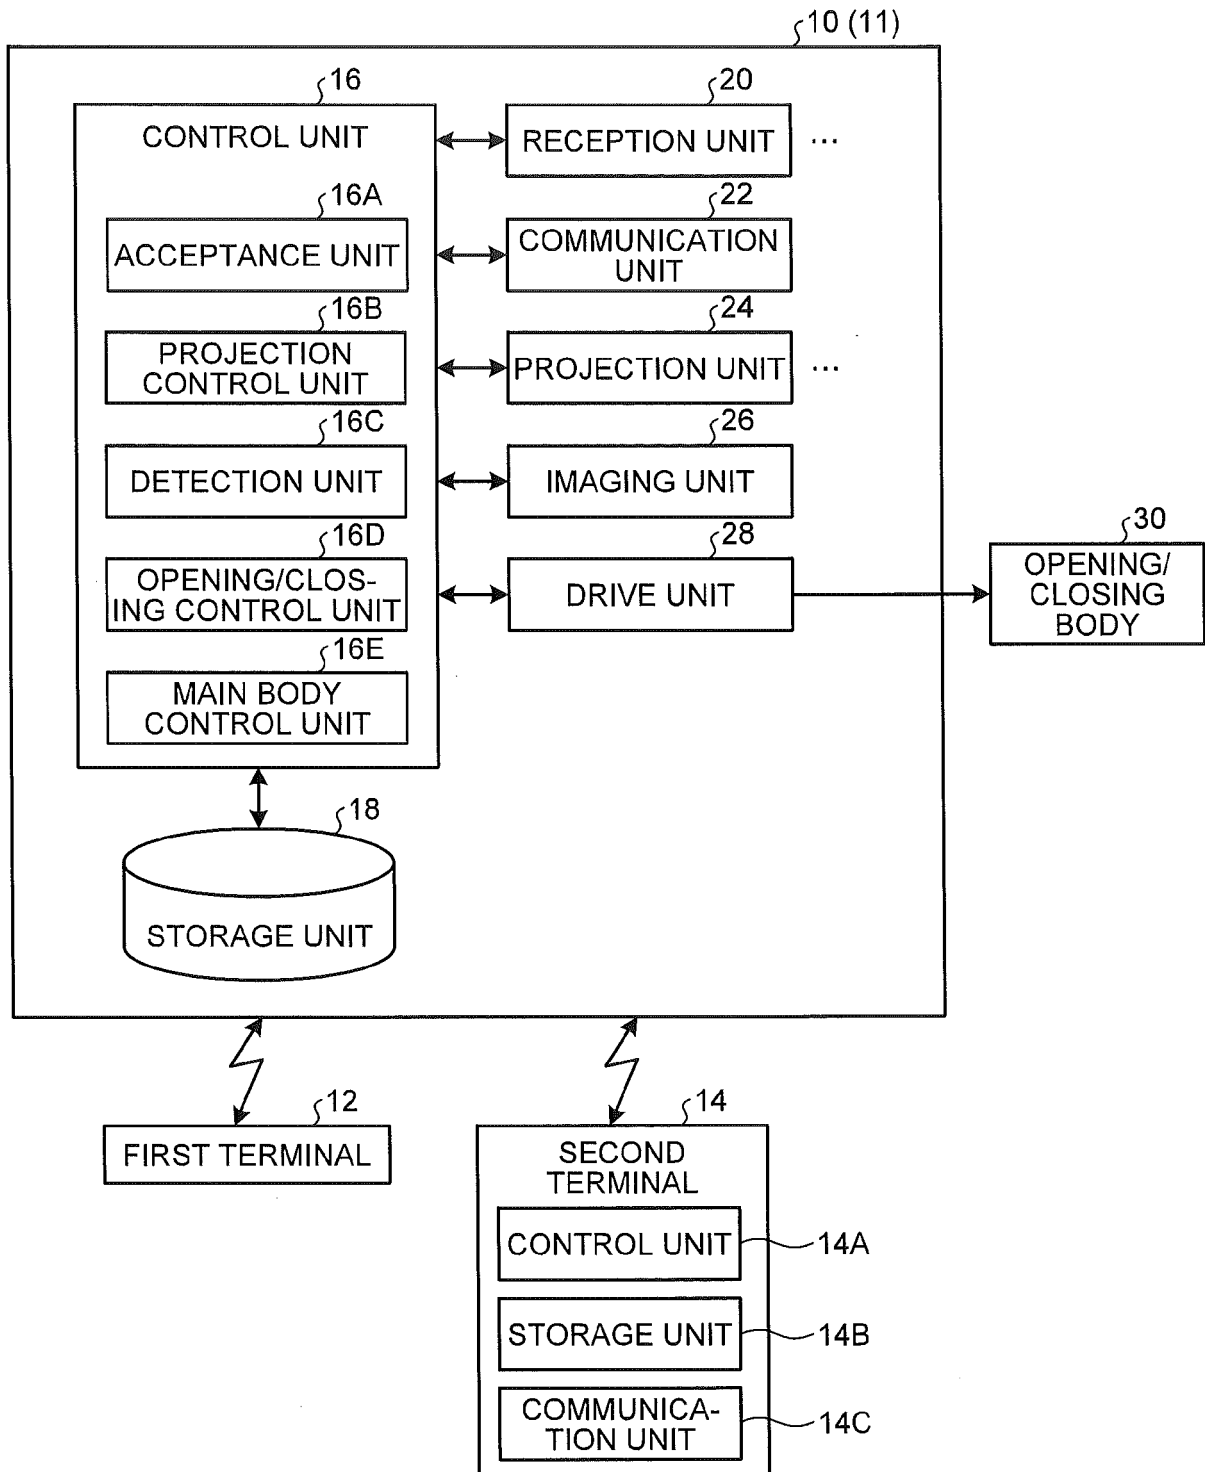 10 (11)
16
CONTROL UNIT
20
RECEPTION UNIT
...
16A
ACCEPTANCE UNIT
22
COMMUNICATION
UNIT
16B
PROJECTION
CONTROL UNIT
24
PROJECTION UNIT
...
16C
DETECTION UNIT
26
IMAGING UNIT
16D
OPENING/CLOS-
ING CONTROL UNIT
28
DRIVE UNIT
30
OPENING/
CLOSING
BODY
16E
MAIN BODY
CONTROL UNIT
18
STORAGE UNIT
12
FIRST TERMINAL
14
SECOND
TERMINAL
CONTROL UNIT
14A
STORAGE UNIT
14B
COMMUNICA-
TION UNIT
14C